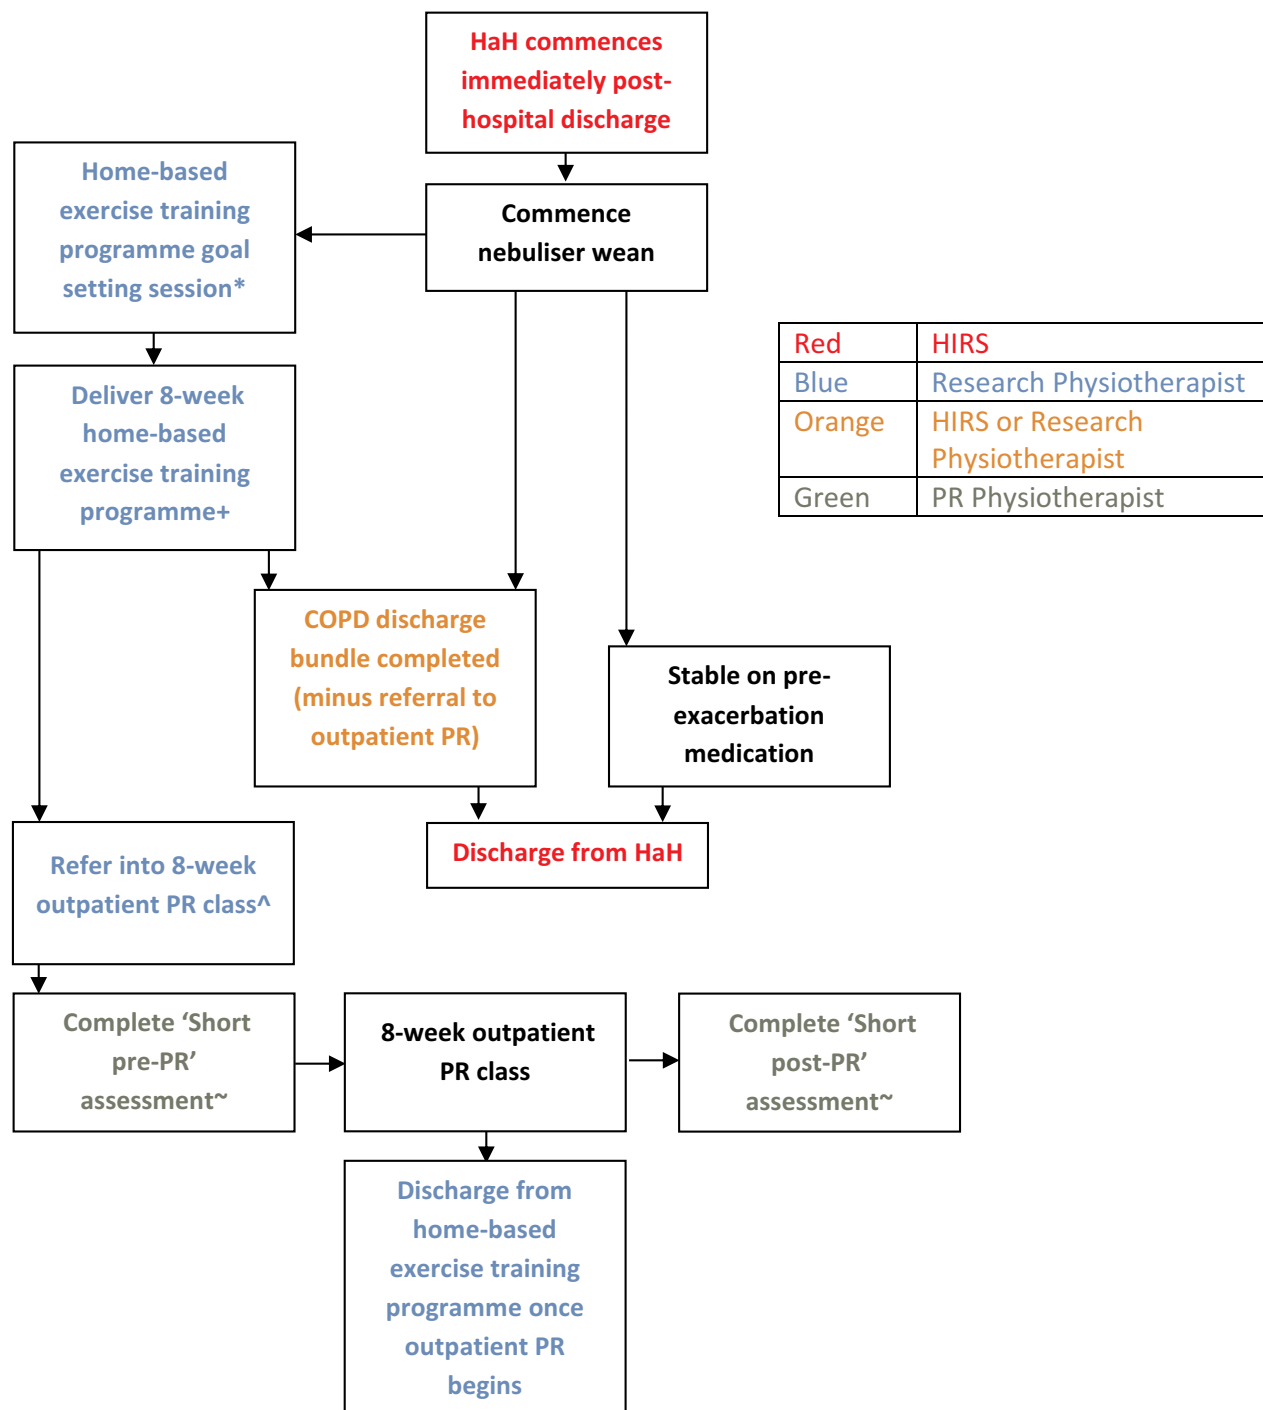 HaH commences
immediately post-
hospital discharge
Home-based
exercise training
programme goal
setting session*
Commence
nebuliser wean
Deliver 8-week
home-based
exercise training
programme+
Red HIRS
Blue Research Physiotherapist
Orange HIRS or Research
Physiotherapist
Green PR Physiotherapist
COPD discharge
bundle completed
(minus referral to
outpatient PR)
Stable on pre-
exacerbation
medication
Discharge from HaH
Refer into 8-week
outpatient PR class^
Complete ‘Short
pre-PR’
assessment~
8-week outpatient
PR class
Complete ‘Short
post-PR’
assessment~
Discharge from
home-based
exercise training
programme once
outpatient PR
begins